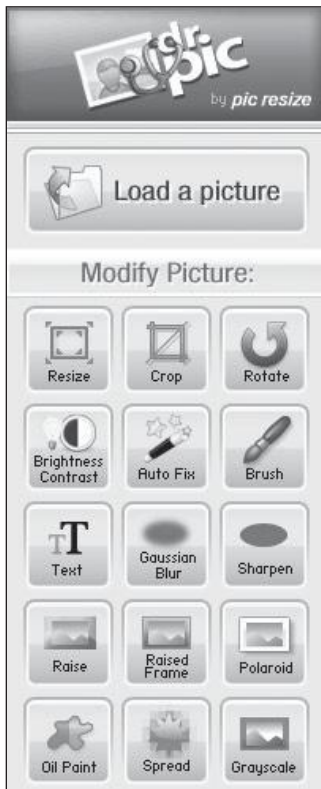 dr.
pic
by pic resize
Load a picture
Modify Picture:
Resize
Crop
Rotate
Brightness
Contrast
Auto Fix
Brush
TT
Text
Gaussian
Blur
Sharpen
Raise
Raised
Frame
Polaroid
Oil Paint
Spread
Grayscale